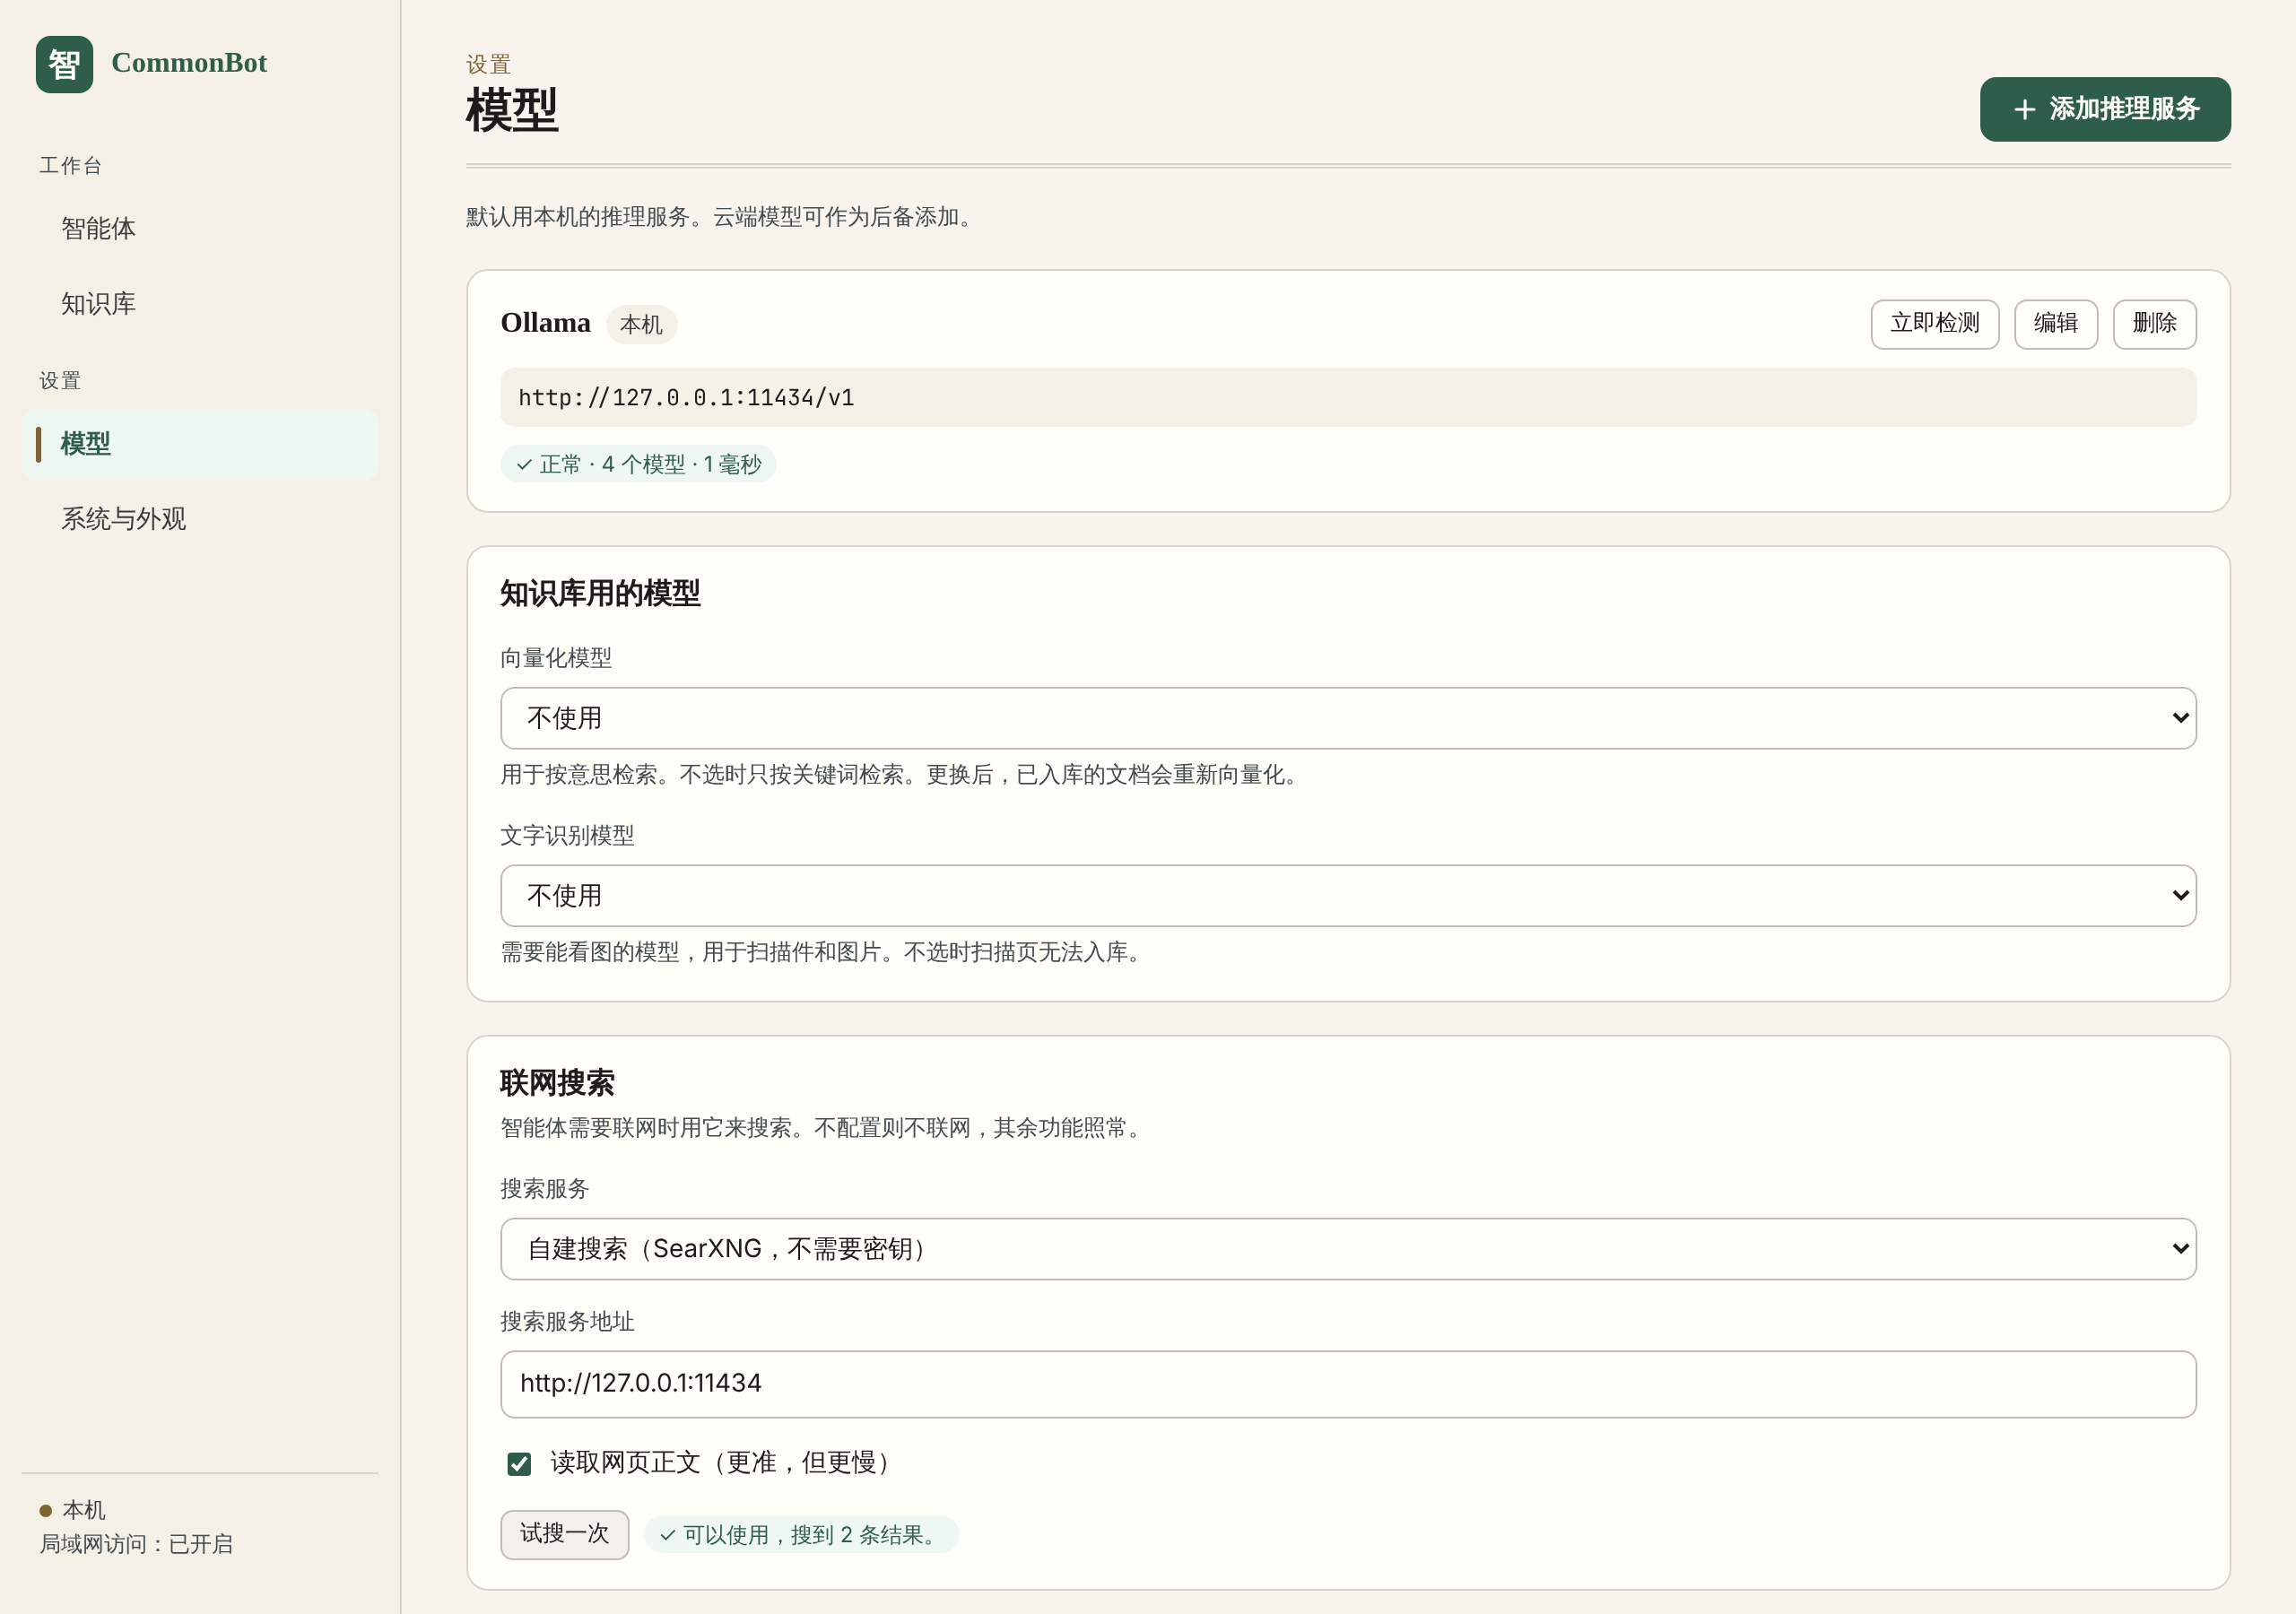 智 CommonBot
工作台
智能体
知识库
设置
模型
系统与外观
本机
局域网访问：已开启
设置
模型
添加推理服务
默认用本机的推理服务。云端模型可作为后备添加。
Ollama 本机 立即检测 编辑 删除
http://127.0.0.1:11434/v1
✓ 正常 · 4 个模型 · 1 毫秒
知识库用的模型
向量化模型
不使用
用于按意思检索。不选时只按关键词检索。更换后，已入库的文档会重新向量化。
文字识别模型
不使用
需要能看图的模型，用于扫描件和图片。不选时扫描页无法入库。
联网搜索
智能体需要联网时用它来搜索。不配置则不联网，其余功能照常。
搜索服务
自建搜索（SearXNG，不需要密钥）
搜索服务地址
http://127.0.0.1:11434
读取网页正文（更准，但更慢）
试搜一次 ✓ 可以使用，搜到 2 条结果。